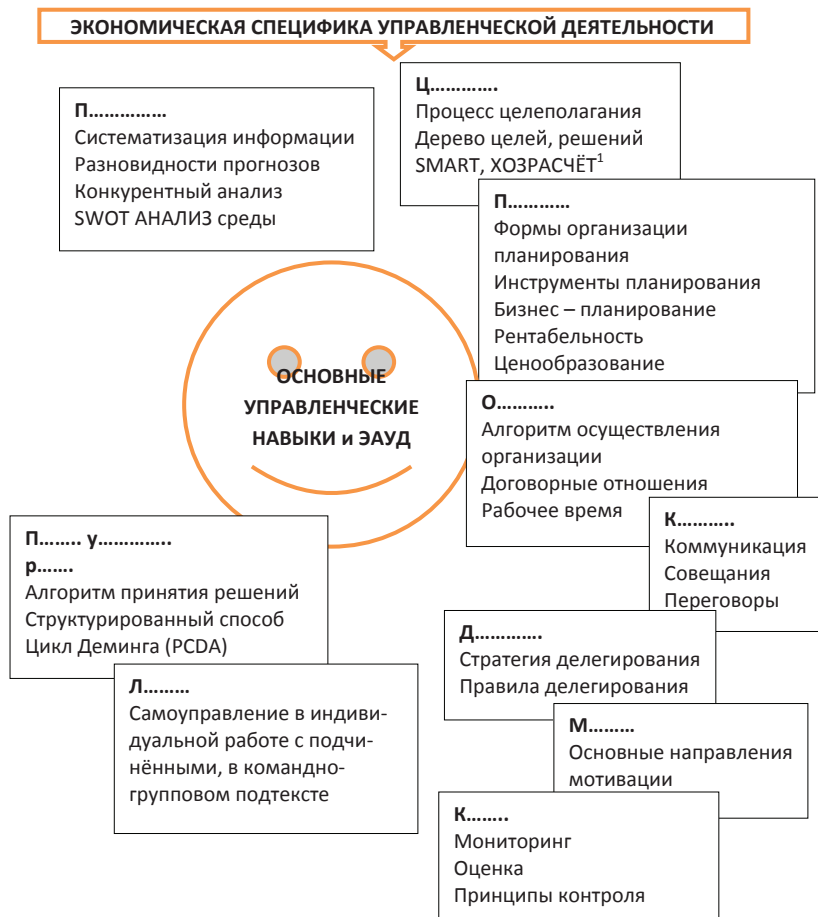 ЭКОНОМИЧЕСКАЯ СПЕЦИФИКА УПРАВЛЕНЧЕСКОЙ ДЕЯТЕЛЬНОСТИ
П……………
Систематизация информации
Разновидности прогнозов
Конкурентный анализ
SWOT АНАЛИЗ среды
Ц………….
Процесс целеполагания
Дерево целей, решений
SMART, ХОЗРАСЧЁТ¹
П…………
Формы организации
планирования
Инструменты планирования
Бизнес – планирование
Рентабельность
Ценообразование
ОСНОВНЫЕ
УПРАВЛЕНЧЕСКИЕ
НАВЫКИ и ЭАУД
О………..
Алгоритм осуществления
организации
Договорные отношения
Рабочее время
К………..
Коммуникация
Совещания
Переговоры
П…….. у…………..
р…….
Алгоритм принятия решений
Структурированный способ
Цикл Деминга (PCDA)
Д………….
Стратегия делегирования
Правила делегирования
Л………
Самоуправление в индиви-
дуальной работе с подчи-
нёнными, в командно-
групповом подтексте
М………
Основные направления
мотивации
К……..
Мониторинг
Оценка
Принципы контроля